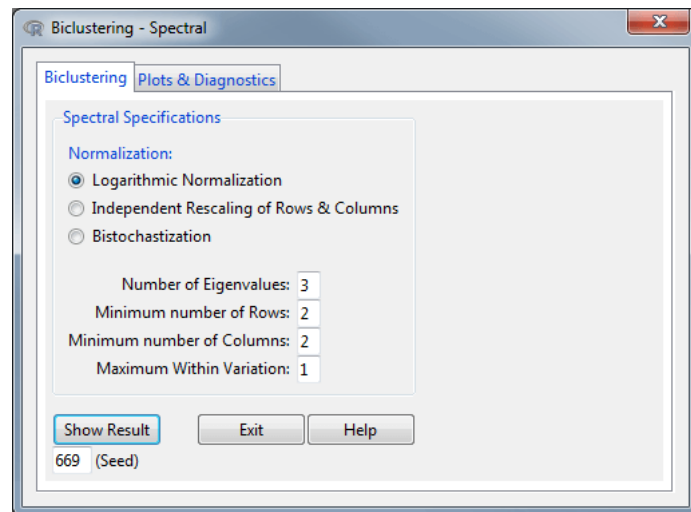 Biclustering - Spectral
Biclustering Plots & Diagnostics
Spectral Specifications
Normalization:
Logarithmic Normalization
Independent Rescaling of Rows & Columns
Bistochastization
Number of Eigenvalues: 3
Minimum number of Rows: 2
Minimum number of Columns: 2
Maximum Within Variation: 1
Show Result Exit Help
669 (Seed)